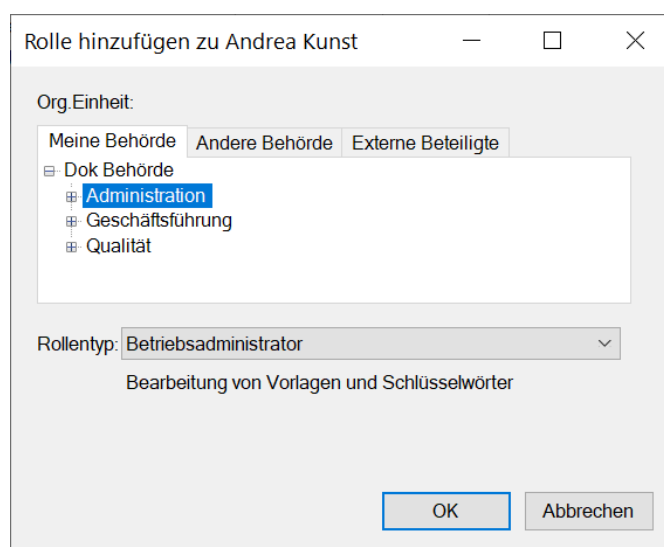 Rolle hinzufügen zu Andrea Kunst
Org.Einheit:
Meine Behörde Andere Behörde Externe Beteiligte
Dok Behörde
Administration
Geschäftsführung
Qualität
Rollentyp: Betriebsadministrator
Bearbeitung von Vorlagen und Schlüsselwörter
OK Abbrechen